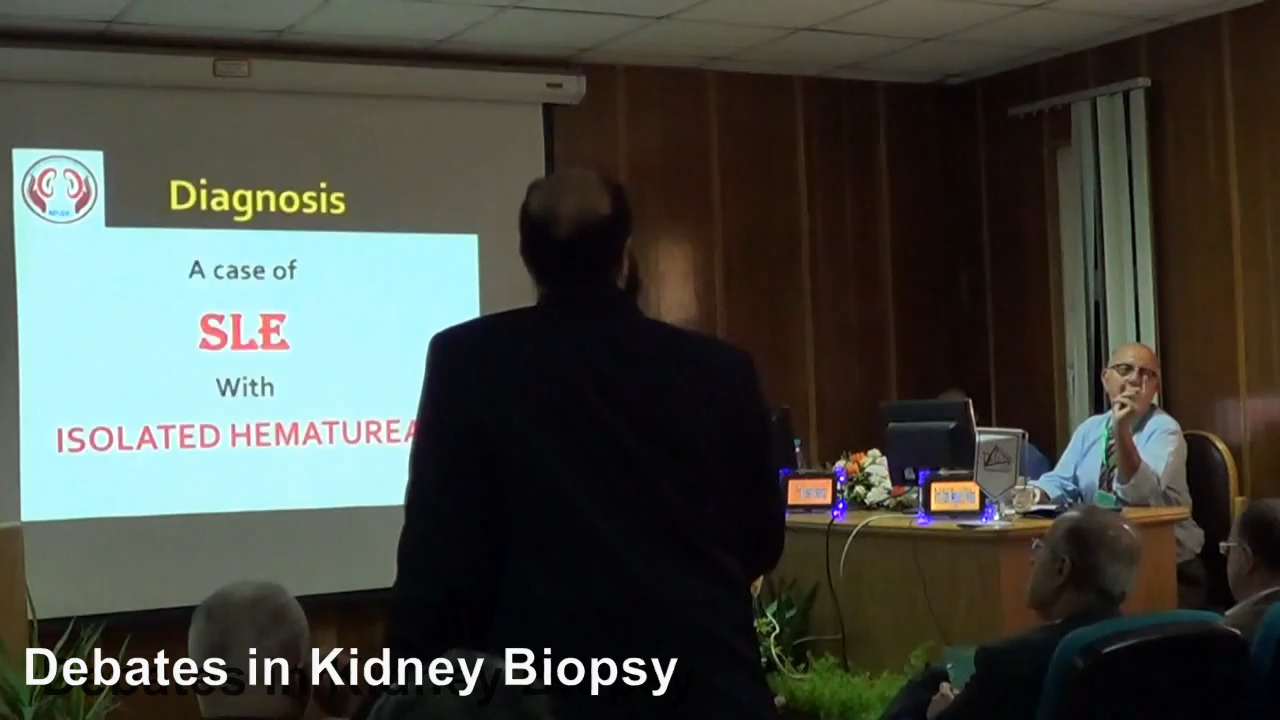 Diagnosis
A case of
SLE
With
ISOLATED HEMATUREA
Debates in Kidney Biopsy